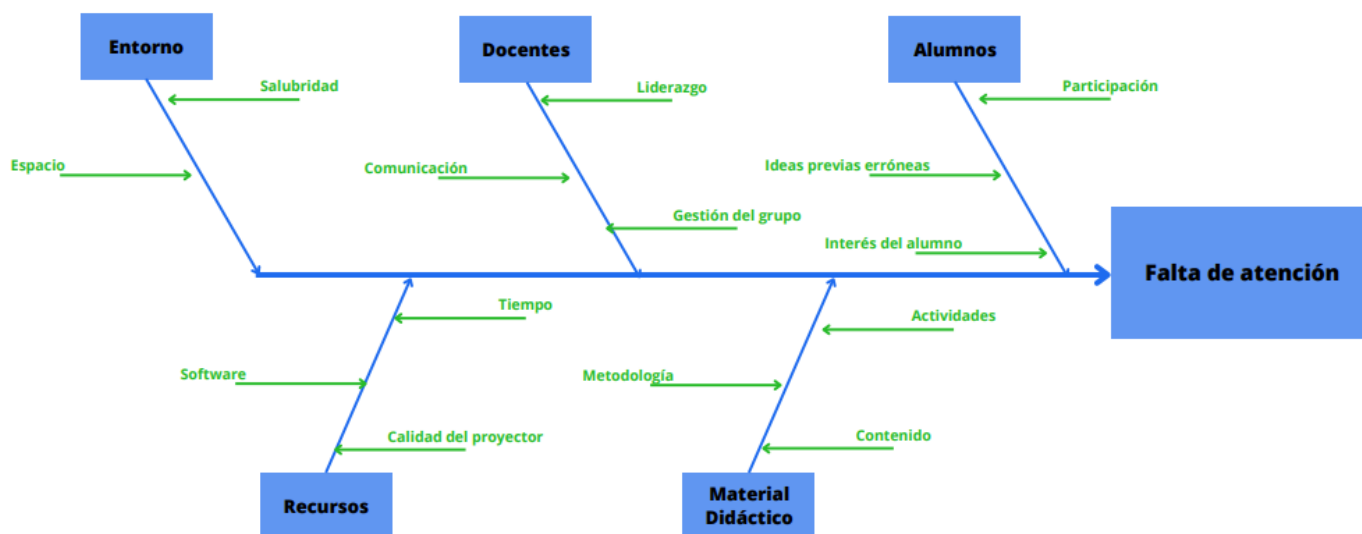 Entorno
Docentes
Alumnos
Salubridad
Liderazgo
Participación
Espacio
Comunicación
Ideas previas erróneas
Gestión del grupo
Interés del alumno
Falta de atención
Tiempo
Actividades
Software
Metodología
Calidad del proyector
Contenido
Recursos
Material
Didáctico